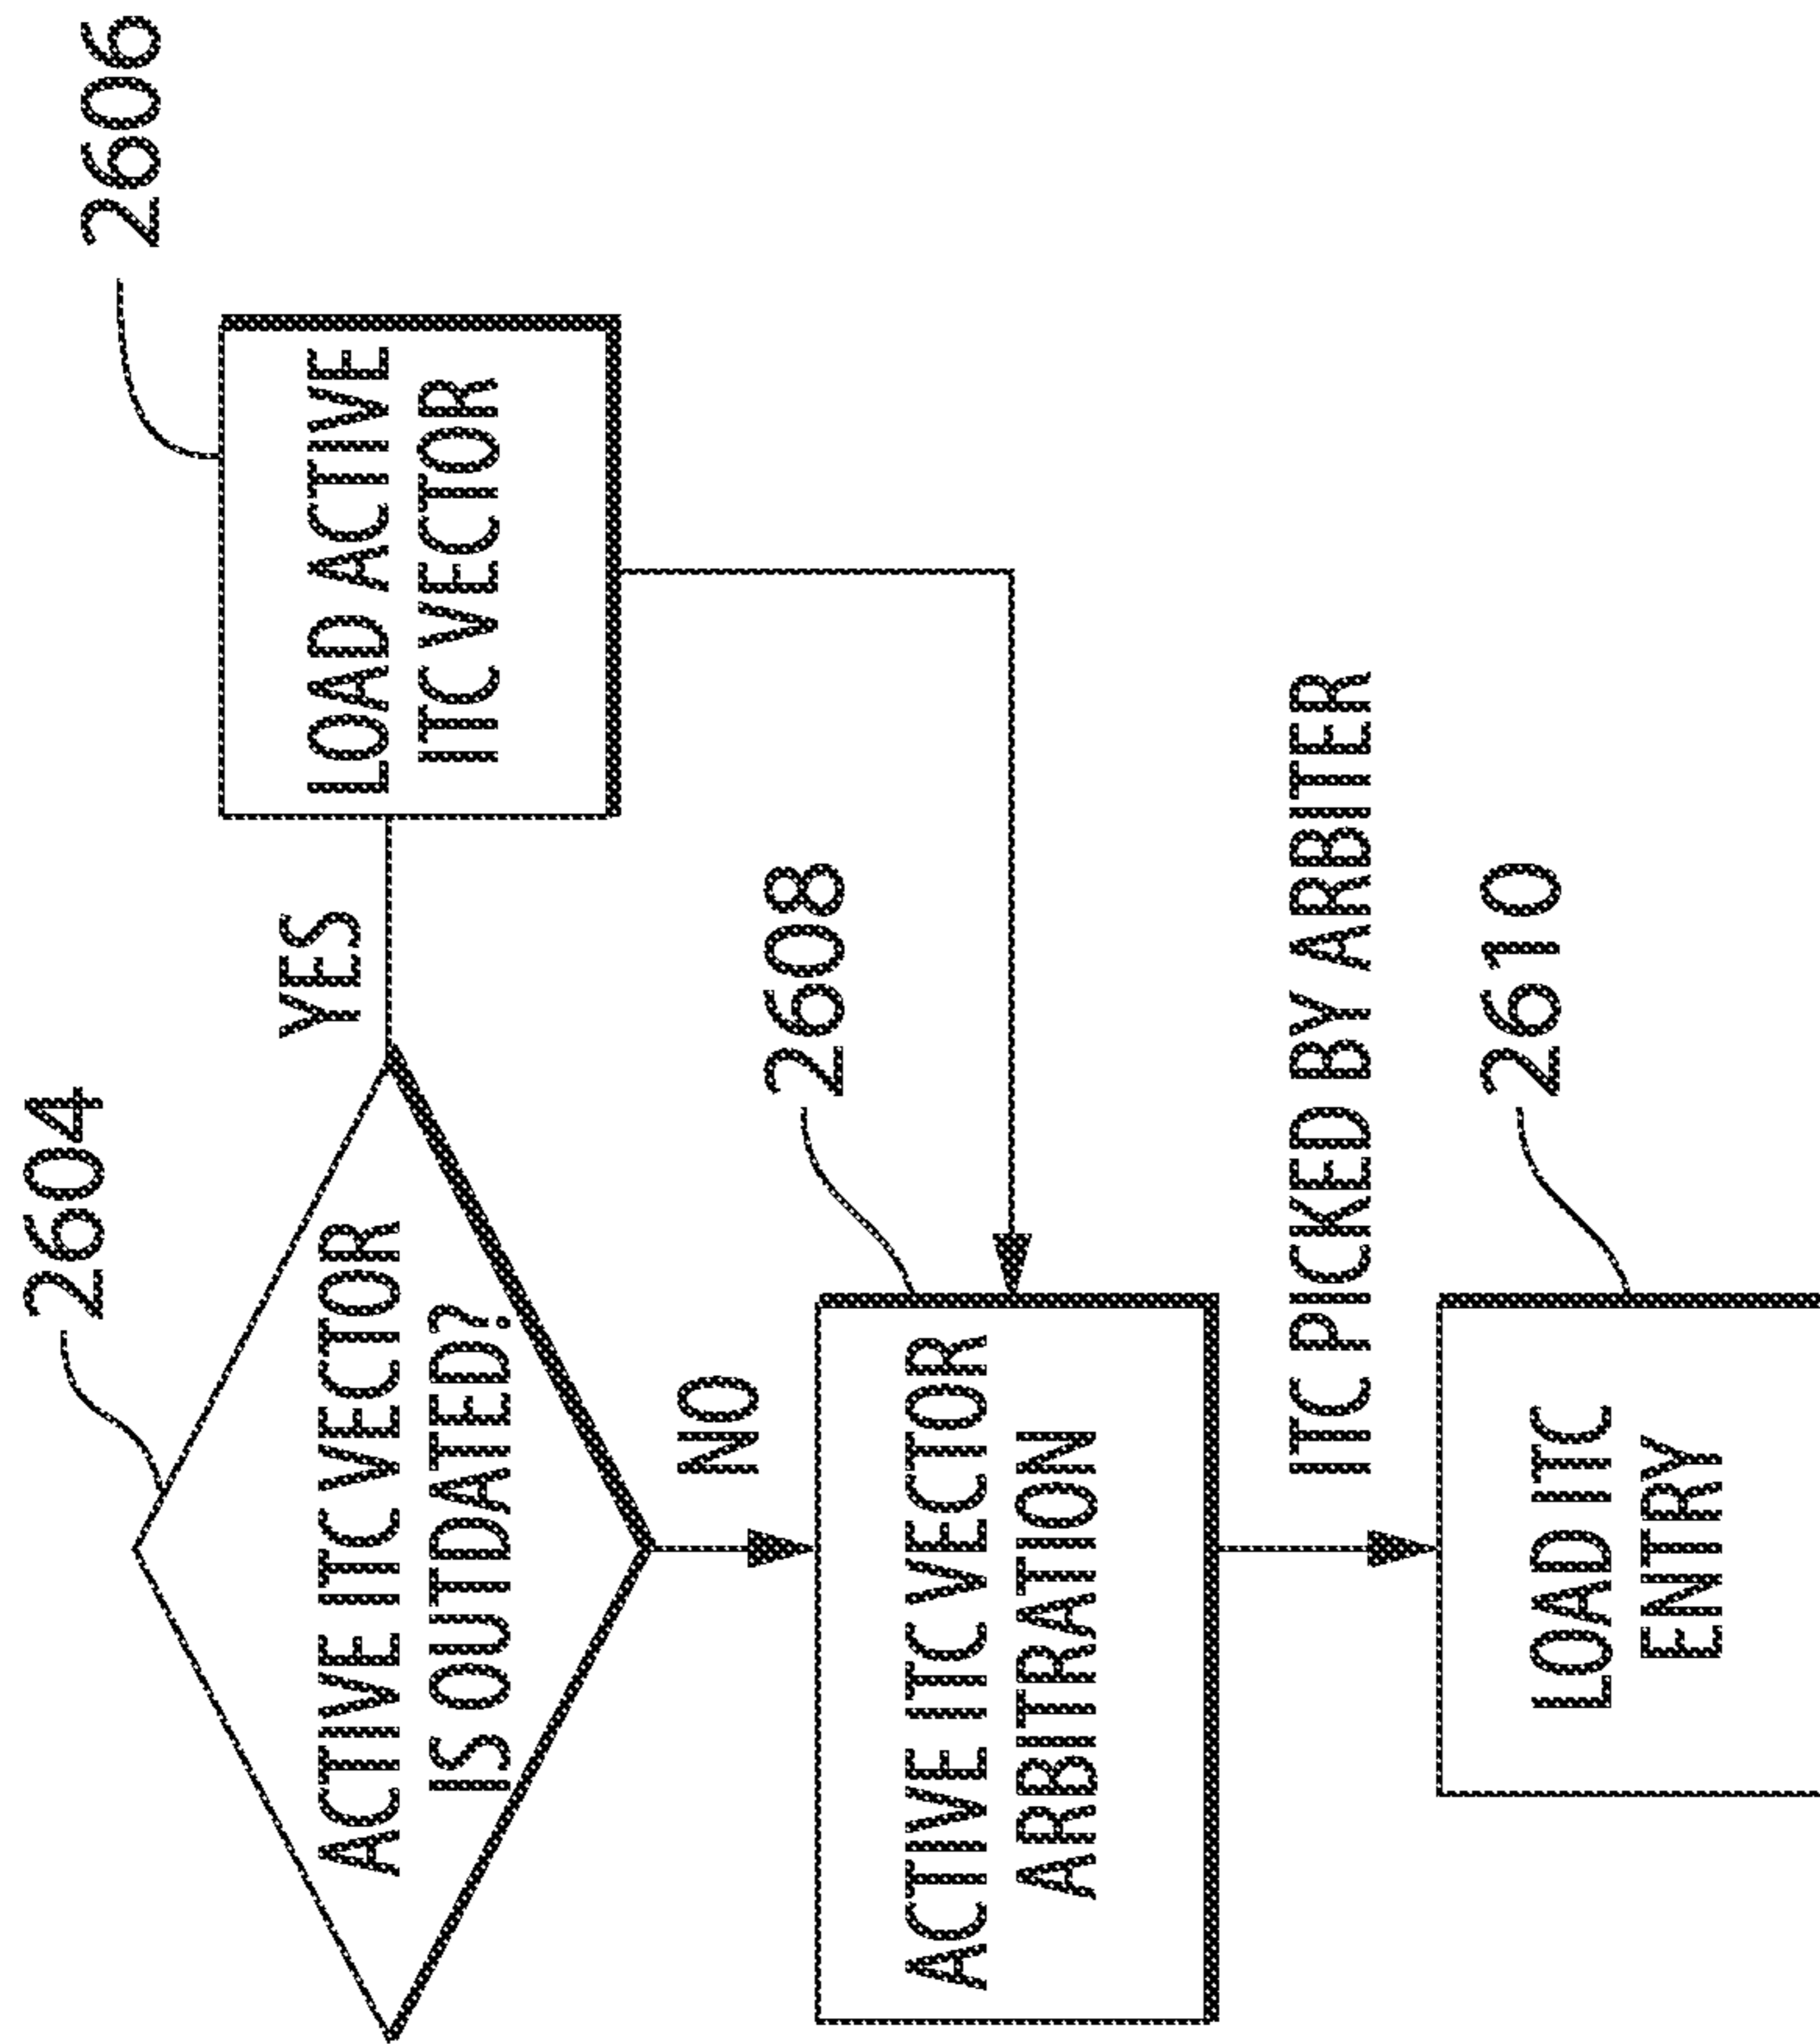 2604
ACTIVE ITC VECTOR
IS OUTDATED?
YES
2606
LOAD ACTIVE
ITC VECTOR
NO
2608
ACTIVE ITC VECTOR
ARBITRATION
ITC PICKED BY ARBITER
2610
LOAD ITC
ENTRY